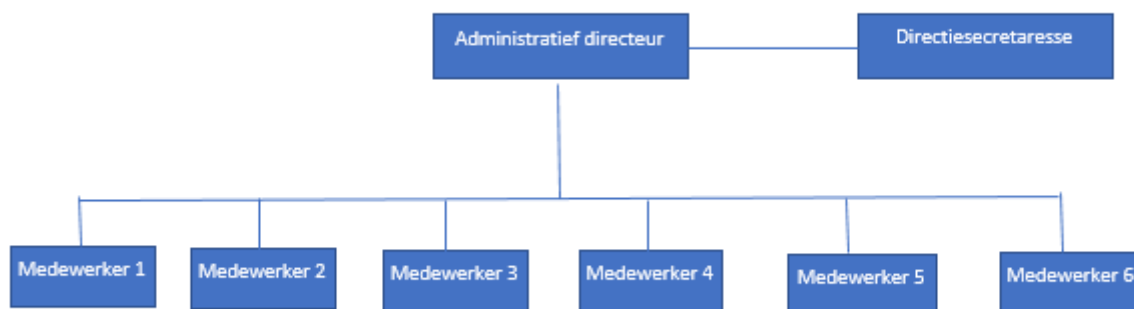 Administratief directeur
Directiesecretaresse
Medewerker 1
Medewerker 2
Medewerker 3
Medewerker 4
Medewerker 5
Medewerker 6